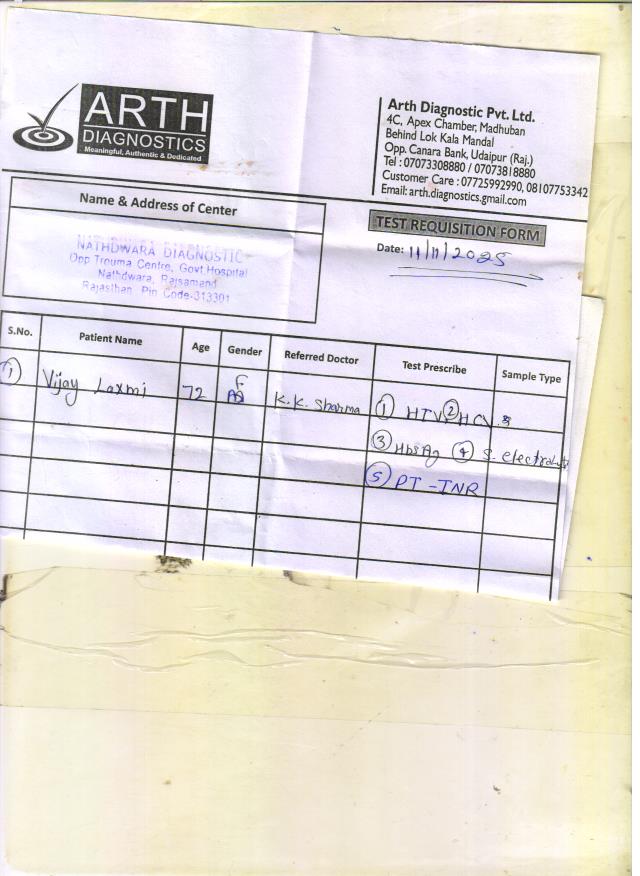 ARTH
DIAGNOSTICS
Meaningful, Authentic & Dedicated
Arth Diagnostic Pvt. Ltd.
4C, Apex Chamber, Madhuban
Behind Lok Kala Mandal
Opp. Canara Bank, Udaipur (Raj.)
Tel : 07073308880 / 07073818880
Customer Care : 07725992990, 08107753342
Email: arth.diagnostics.gmail.com
Name & Address of Center
NATHDWARA DIAGNOSTIC
Opp Trouma Centre, Govt Hospital
Nathdwara, Rajsamand
Rajasthan Pin Code-313301
TEST REQUISITION FORM
Date: 11/11/2025
S.No. Patient Name Age Gender Referred Doctor Test Prescribe Sample Type
1 Vijay Laxmi 72 F K.K. Sharma ① HIV ② HCV
③ HbsAg ④ S. electrolyte
⑤ PT-INR